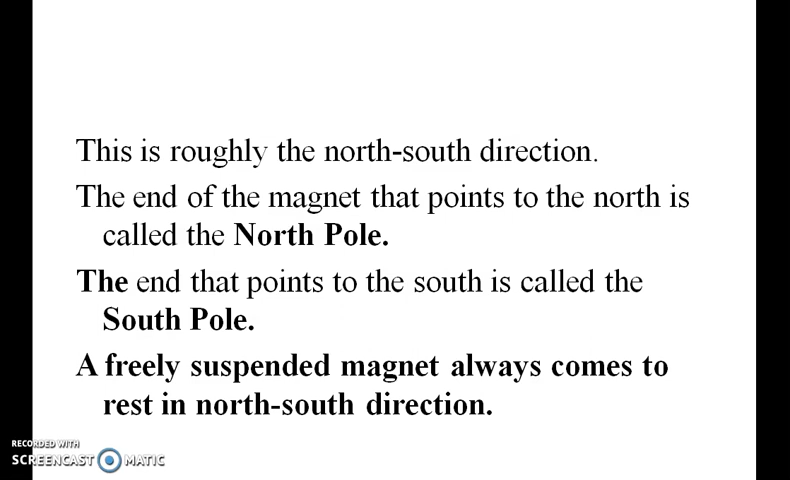 This is roughly the north-south direction.
The end of the magnet that points to the north is
called the North Pole.
The end that points to the south is called the
South Pole.
A freely suspended magnet always comes to
rest in north-south direction.
RECORDED WITH
SCREENCAST MATIC